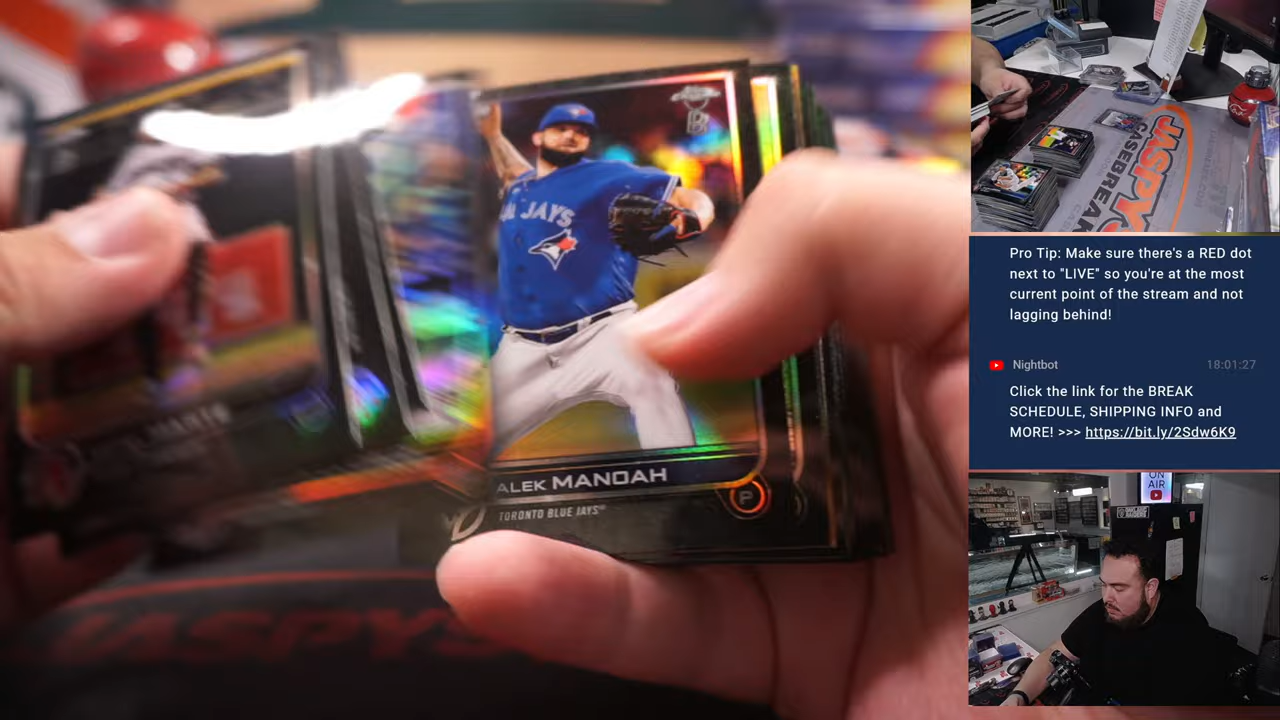 ALEK MANOAH
TORONTO BLUE JAYS
P
JAYS
JASPYS
JASPY'S
CASEBREAK
Pro Tip: Make sure there's a RED dot
next to "LIVE" so you're at the most
current point of the stream and not
lagging behind!
Nightbot
18:01:27
Click the link for the BREAK
SCHEDULE, SHIPPING INFO and
MORE! >>> https://bit.ly/2Sdw6K9
ON
AIR